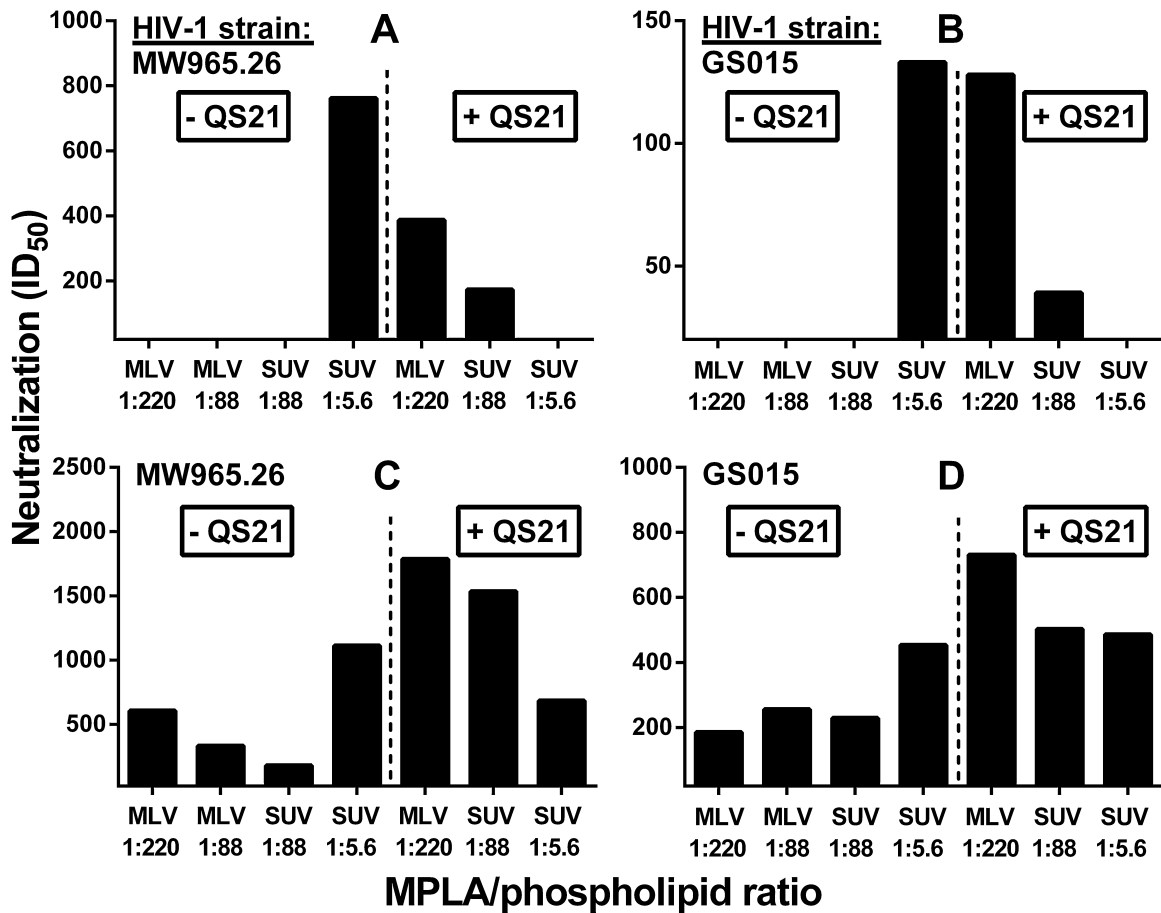 Neutralization (ID50)
HIV-1 strain:
MW965.26
A
- QS21
+ QS21
1000
800
600
400
200
MLV MLV SUV SUV MLV SUV SUV
1:220 1:88 1:88 1:5.6 1:220 1:88 1:5.6
HIV-1 strain:
GS015
B
- QS21
+ QS21
150
100
50
MLV MLV SUV SUV MLV SUV SUV
1:220 1:88 1:88 1:5.6 1:220 1:88 1:5.6
MW965.26
C
- QS21
+ QS21
2500
2000
1500
1000
500
MLV MLV SUV SUV MLV SUV SUV
1:220 1:88 1:88 1:5.6 1:220 1:88 1:5.6
GS015
D
- QS21
+ QS21
1000
800
600
400
200
MLV MLV SUV SUV MLV SUV SUV
1:220 1:88 1:88 1:5.6 1:220 1:88 1:5.6
MPLA/phospholipid ratio